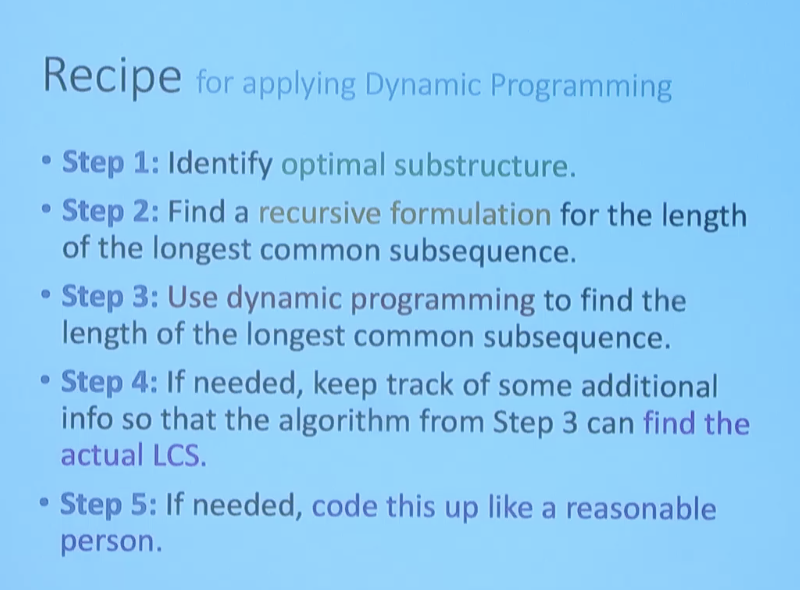 Recipe for applying Dynamic Programming
• Step 1: Identify optimal substructure.
• Step 2: Find a recursive formulation for the length
of the longest common subsequence.
• Step 3: Use dynamic programming to find the
length of the longest common subsequence.
• Step 4: If needed, keep track of some additional
info so that the algorithm from Step 3 can find the
actual LCS.
• Step 5: If needed, code this up like a reasonable
person.